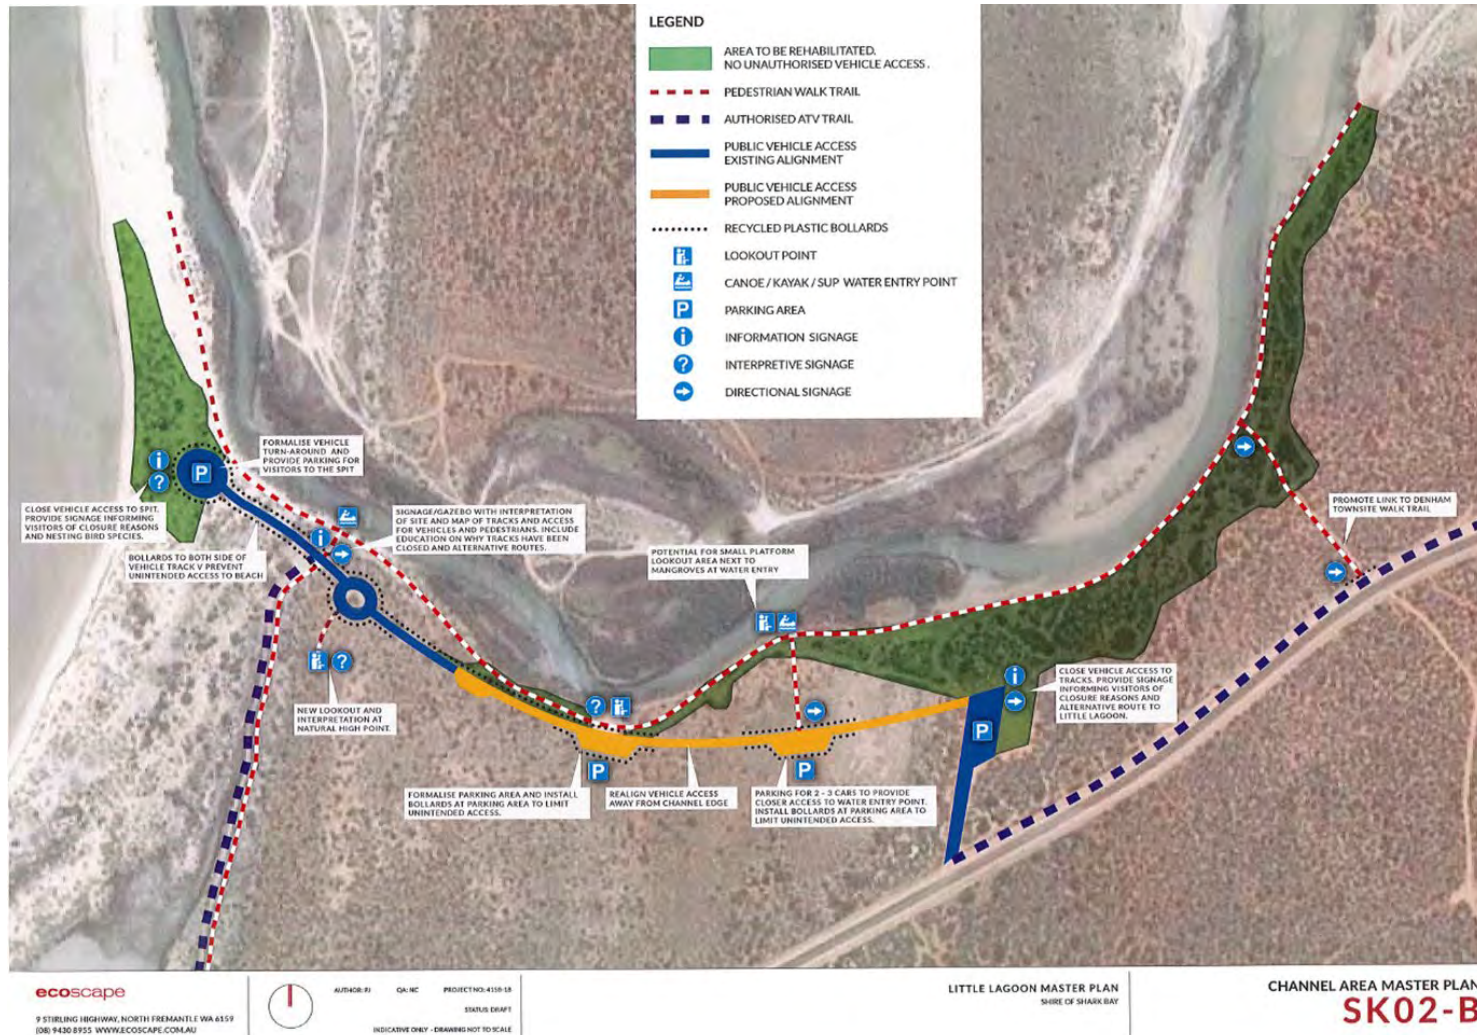 LEGEND
AREA TO BE REHABILITATED.
NO UNAUTHORISED VEHICLE ACCESS.
PEDESTRIAN WALK TRAIL
AUTHORISED ATV TRAIL
PUBLIC VEHICLE ACCESS
EXISTING ALIGNMENT
PUBLIC VEHICLE ACCESS
PROPOSED ALIGNMENT
RECYCLED PLASTIC BOLLARDS
LOOKOUT POINT
CANOE / KAYAK / SUP WATER ENTRY POINT
P PARKING AREA
i INFORMATION SIGNAGE
? INTERPRETIVE SIGNAGE
DIRECTIONAL SIGNAGE
FORMALISE VEHICLE
TURN-AROUND AND
PROVIDE PARKING FOR
VISITORS TO THE SPIT
i
?
P
CLOSE VEHICLE ACCESS TO SPIT.
PROVIDE SIGNAGE INFORMING
VISITORS OF CLOSURE REASONS
AND NESTING BIRD SPECIES.
BOLLARDS TO BOTH SIDE OF
VEHICLE TRACK V PREVENT
UNINTENDED ACCESS TO BEACH
i
SIGNAGE/GAZEBO WITH INTERPRETATION
OF SITE AND MAP OF TRACKS AND ACCESS
FOR VEHICLES AND PEDESTRIANS. INCLUDE
EDUCATION ON WHY TRACKS HAVE BEEN
CLOSED AND ALTERNATIVE ROUTES.
POTENTIAL FOR SMALL PLATFORM
LOOKOUT AREA NEXT TO
MANGROVES AT WATER ENTRY
PROMOTE LINK TO DENHAM
TOWNSITE WALK TRAIL
?
NEW LOOKOUT AND
INTERPRETATION AT
NATURAL HIGH POINT.
?
i
CLOSE VEHICLE ACCESS TO
TRACKS. PROVIDE SIGNAGE
INFORMING VISITORS OF
CLOSURE REASONS AND
ALTERNATIVE ROUTE TO
LITTLE LAGOON.
P
P
P
FORMALISE PARKING AREA AND INSTALL
BOLLARDS AT PARKING AREA TO LIMIT
UNINTENDED ACCESS.
REALIGN VEHICLE ACCESS
AWAY FROM CHANNEL EDGE
PARKING FOR 2 - 3 CARS TO PROVIDE
CLOSER ACCESS TO WATER ENTRY POINT.
INSTALL BOLLARDS AT PARKING AREA TO
LIMIT UNINTENDED ACCESS.
ecoscape
9 STIRLING HIGHWAY, NORTH FREMANTLE WA 6159
(08) 9430 8955 WWW.ECOSCAPE.COM.AU
AUTHOR: PJ QA: NC PROJECT NO: 4158-18
STATUS: DRAFT
INDICATIVE ONLY - DRAWING NOT TO SCALE
LITTLE LAGOON MASTER PLAN
SHIRE OF SHARK BAY
CHANNEL AREA MASTER PLAN
SK02-B